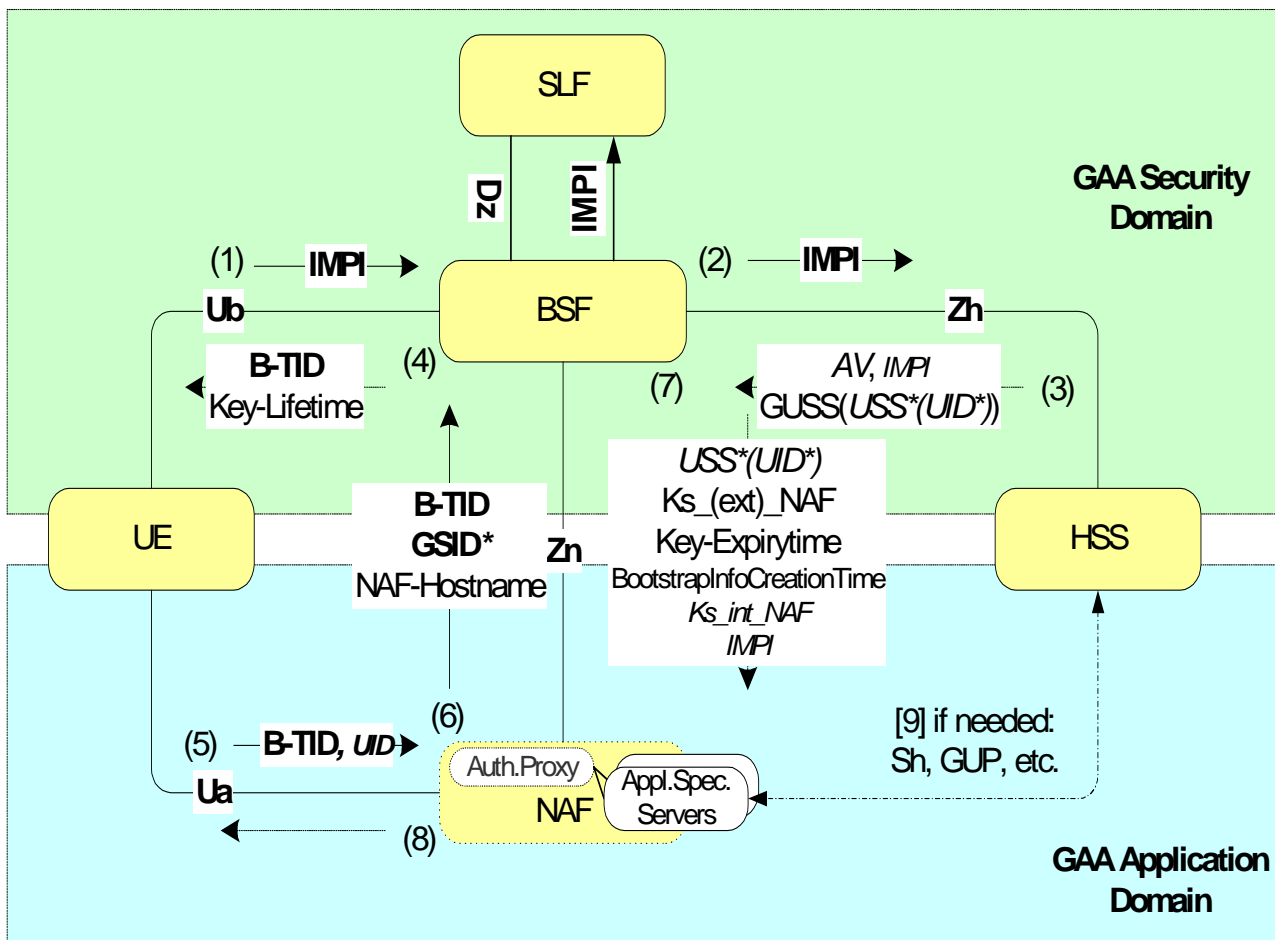 SLF
Dz
IMPI
GAA Security
Domain
(1)
IMPI
(2)
IMPI
Ub
BSF
Zh
(4)
B-TID
Key-Lifetime
(7)
AV, IMPI
GUSS(USS*(UID*))
(3)
USS*(UID*)
Ks_(ext)_NAF
Key-Expirytime
BootstrapInfoCreationTime
Ks_int_NAF
IMPI
B-TID
GSID*
NAF-Hostname
Zn
UE
HSS
(5)
B-TID, UID
(6)
Ua
(8)
Auth.Proxy
NAF
Appl.Spec.
Servers
[9] if needed:
Sh, GUP, etc.
GAA Application
Domain